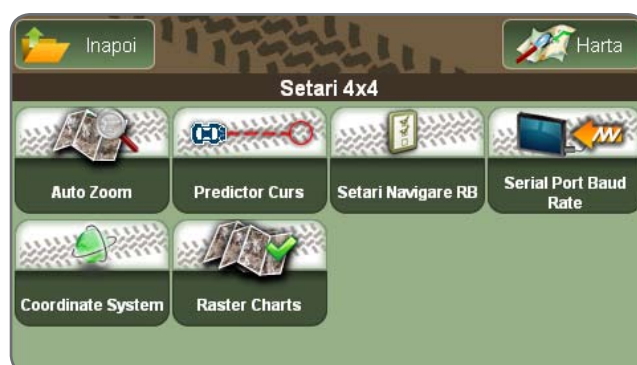 Inapoi
Harta
Setari 4x4
Auto Zoom
Predictor Curs
Setari Navigare RB
Serial Port Baud
Rate
Coordinate System
Raster Charts